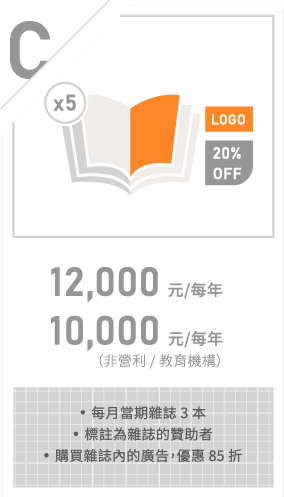 C
x5
LOGO
20%
OFF
12,000 元/每年
10,000 元/每年
（非營利 / 教育機構）
• 每月當期雜誌 3 本
• 標註為雜誌的贊助者
• 購買雜誌內的廣告，優惠 85 折